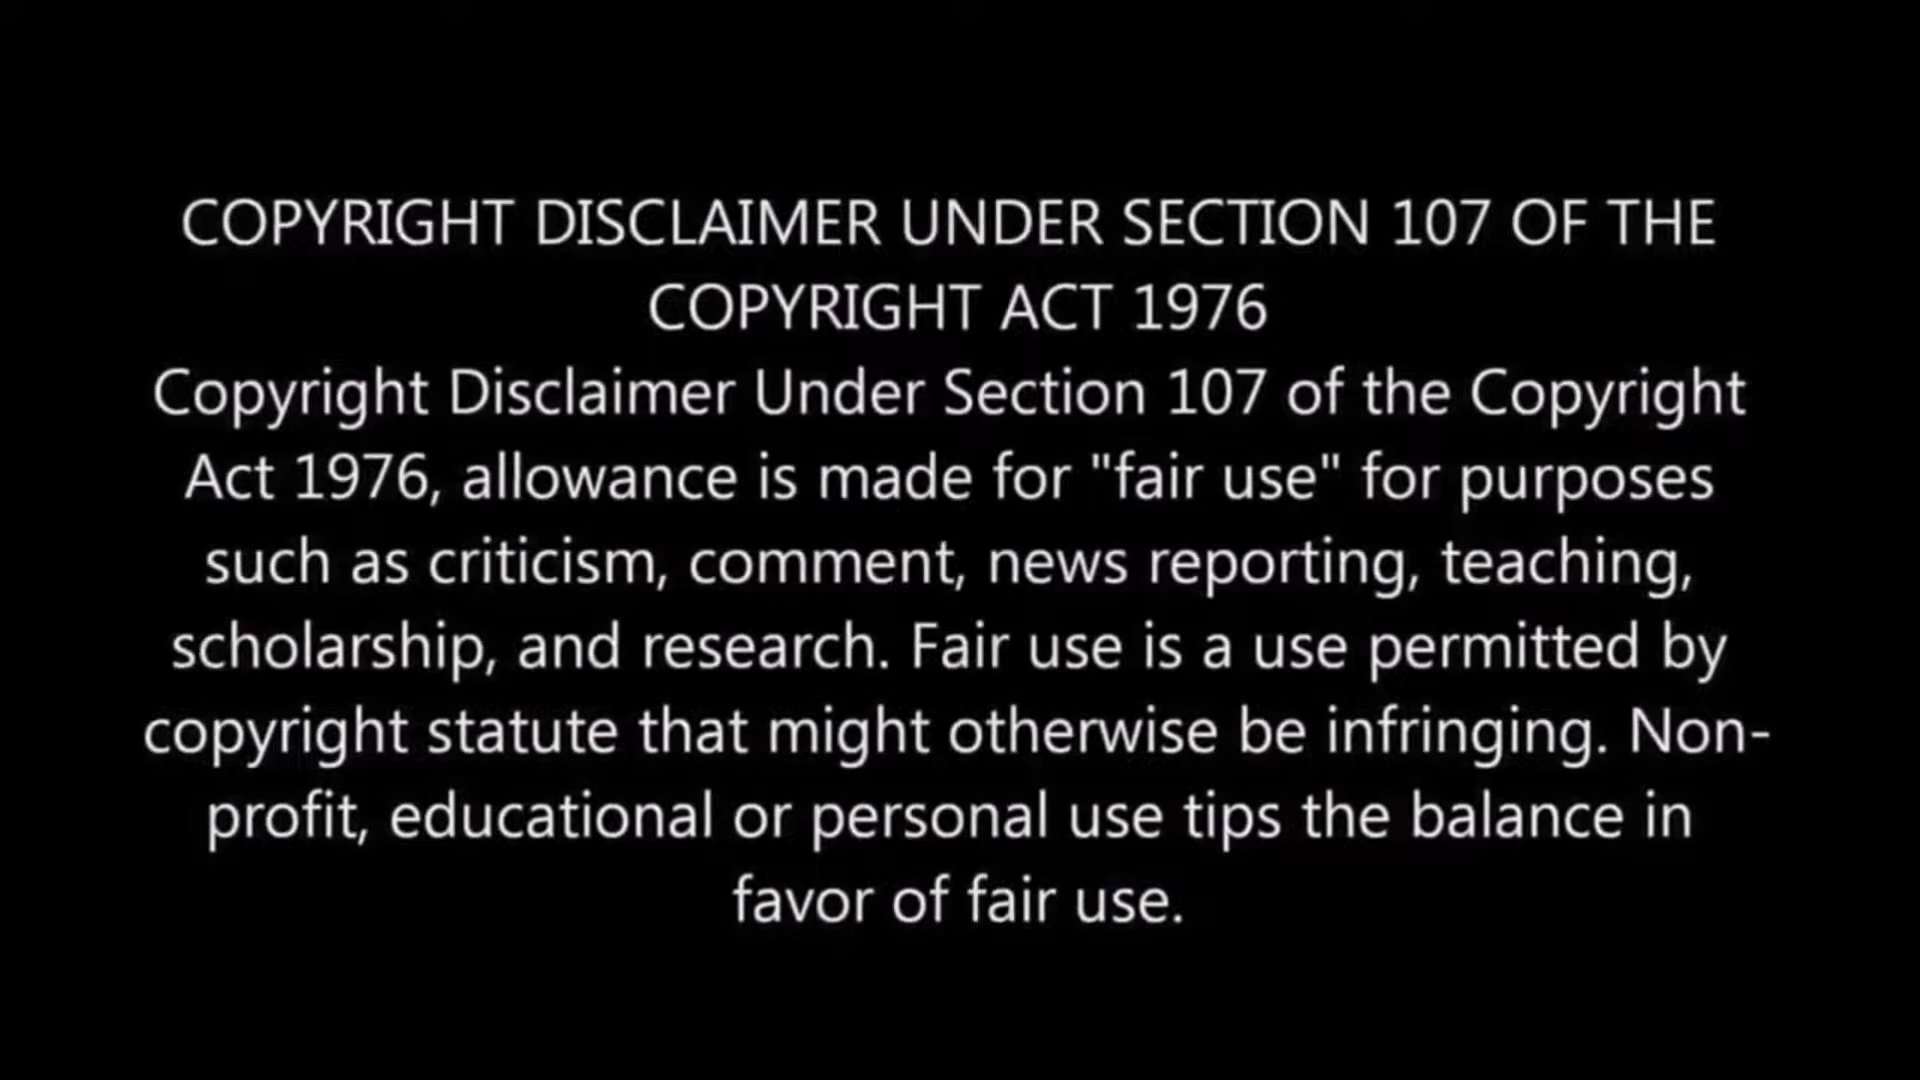 COPYRIGHT DISCLAIMER UNDER SECTION 107 OF THE
COPYRIGHT ACT 1976
Copyright Disclaimer Under Section 107 of the Copyright
Act 1976, allowance is made for "fair use" for purposes
such as criticism, comment, news reporting, teaching,
scholarship, and research. Fair use is a use permitted by
copyright statute that might otherwise be infringing. Non-
profit, educational or personal use tips the balance in
favor of fair use.